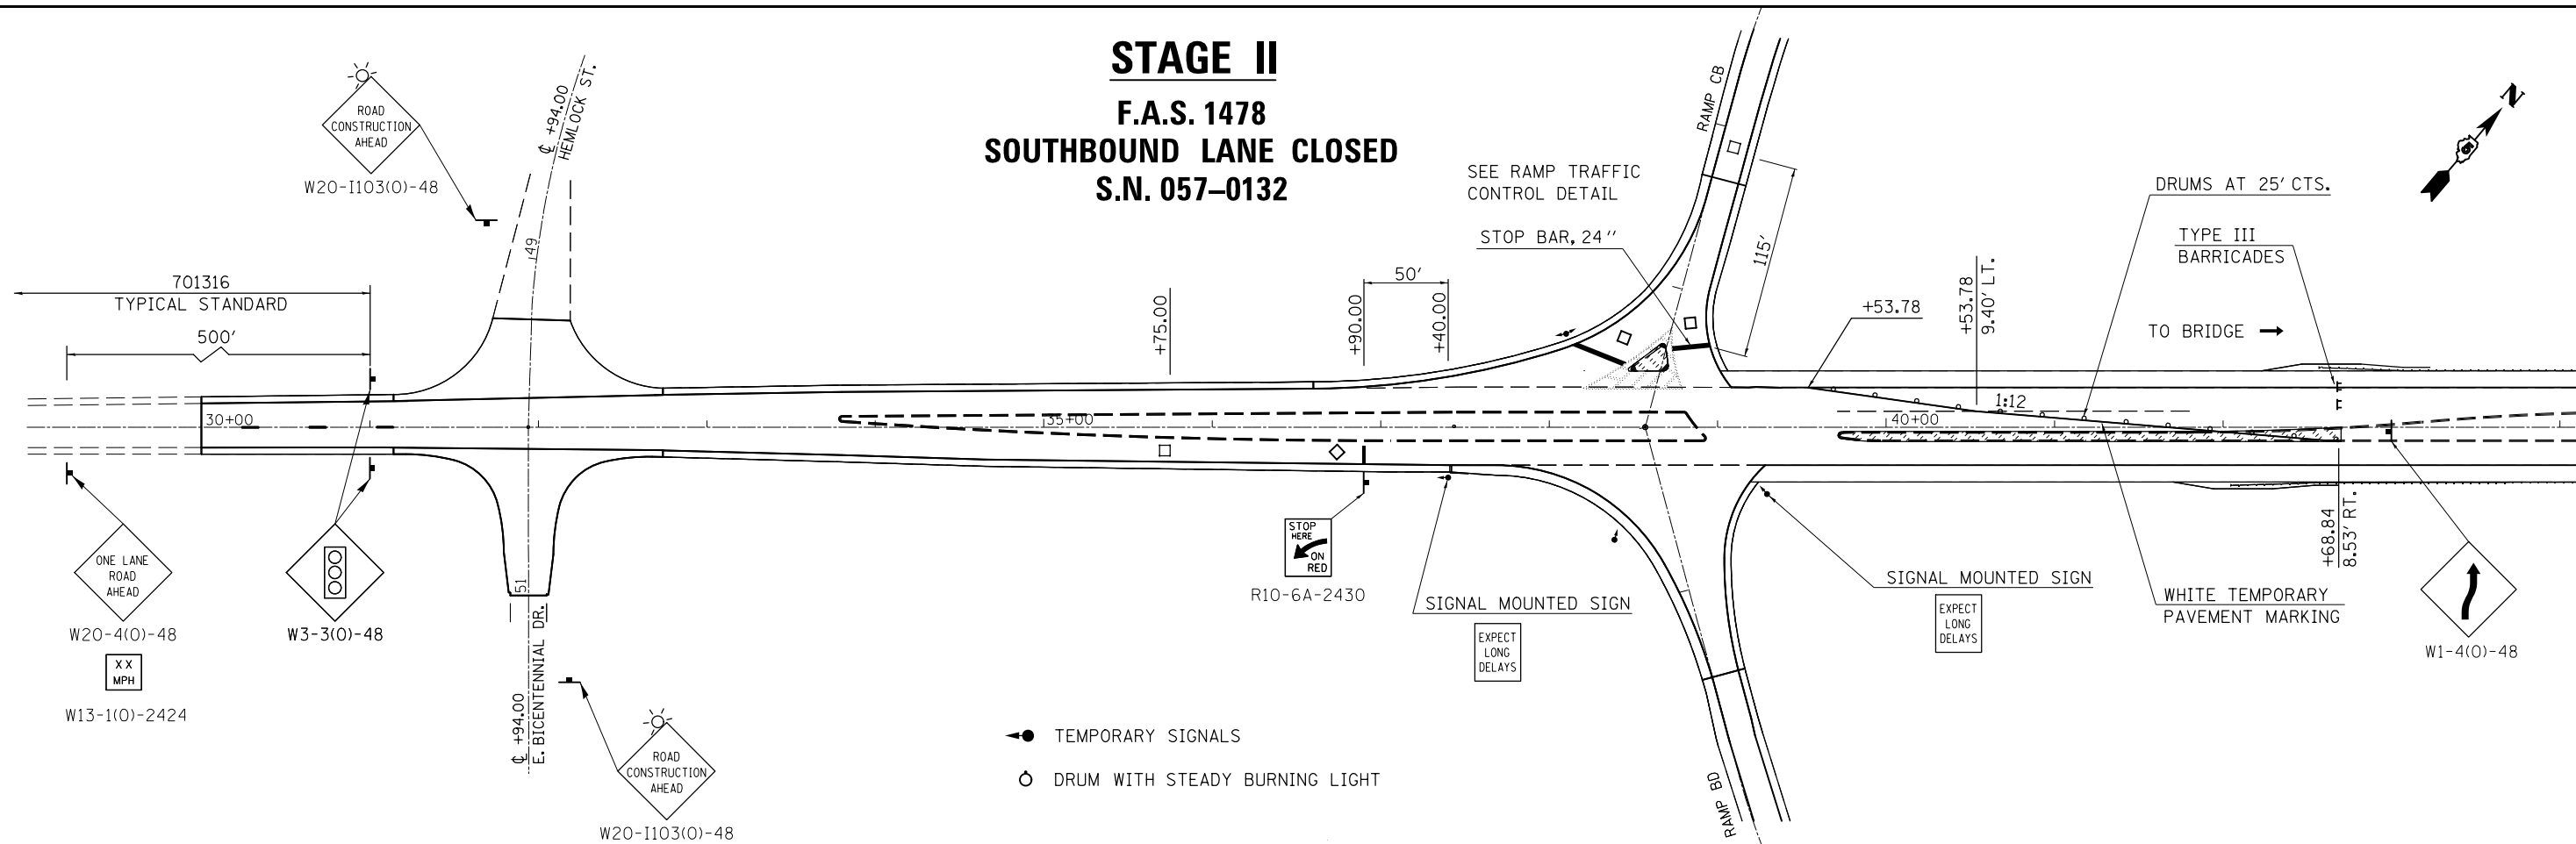 STAGE II
F.A.S. 1478
SOUTHBOUND LANE CLOSED
S.N. 057–0132
ROAD
CONSTRUCTION
AHEAD
W20-I103(O)-48
℄ +94.00
HEMLOCK ST.
49
701316
TYPICAL STANDARD
500'
30+00
ONE LANE
ROAD
AHEAD
W20-4(O)-48
XX
MPH
W13-1(O)-2424
W3-3(O)-48
51
℄ +94.00
E. BICENTENNIAL DR.
ROAD
CONSTRUCTION
AHEAD
W20-I103(O)-48
35+00
+75.00
+90.00
50'
+40.00
STOP
HERE
ON
RED
R10-6A-2430
SIGNAL MOUNTED SIGN
EXPECT
LONG
DELAYS
TEMPORARY SIGNALS
DRUM WITH STEADY BURNING LIGHT
SEE RAMP TRAFFIC
CONTROL DETAIL
STOP BAR, 24"
RAMP CB
115'
RAMP BD
+53.78
+53.78
9.40' LT.
1:12
40+00
DRUMS AT 25' CTS.
TYPE III
BARRICADES
TO BRIDGE
N
SIGNAL MOUNTED SIGN
EXPECT
LONG
DELAYS
WHITE TEMPORARY
PAVEMENT MARKING
+68.84
8.53' RT.
W1-4(O)-48